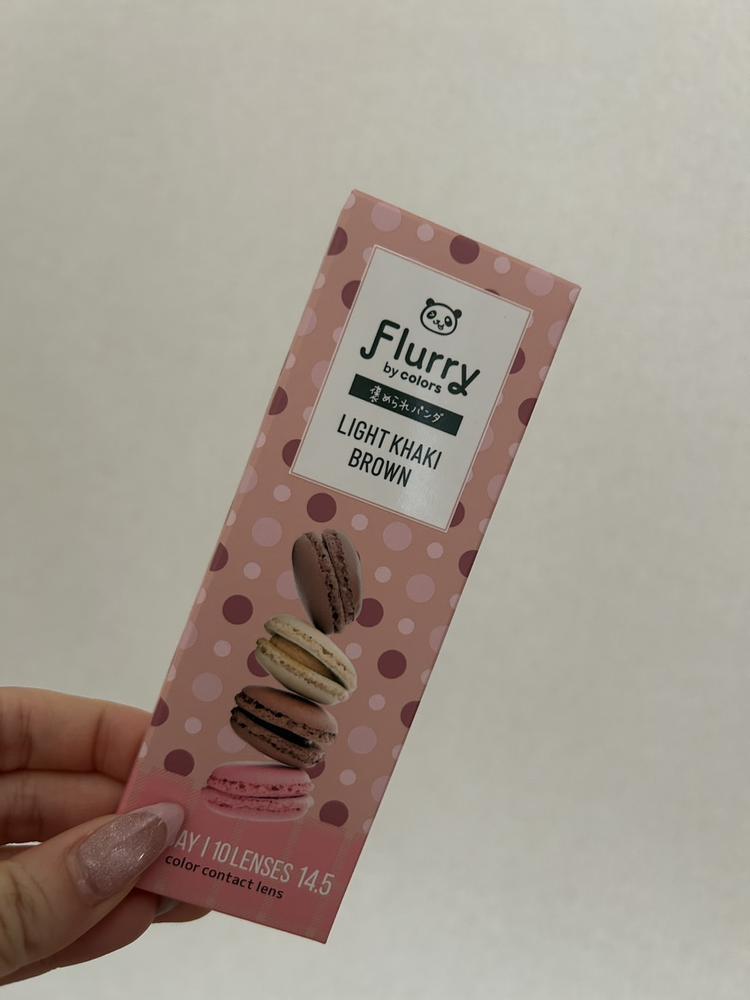 Flurry
by colors
褒められパンダ
LIGHT KHAKI
BROWN
10 LENSES 14.5
color contact lens